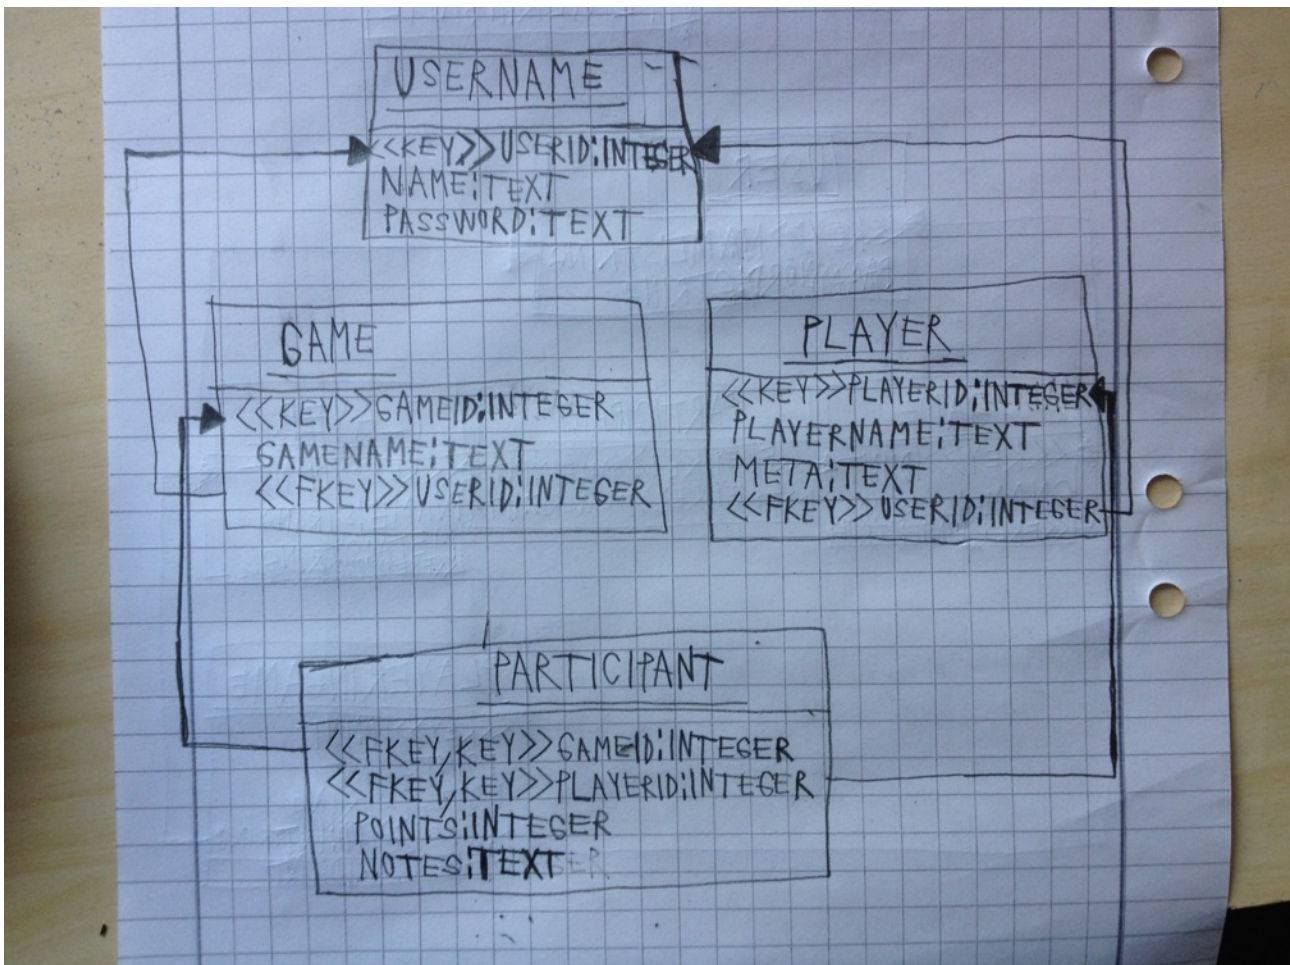 USERNAME
<<KEY>>USERID:INTEGER
NAME:TEXT
PASSWORD:TEXT
GAME
<<KEY>>GAMEID:INTEGER
GAMENAME:TEXT
<<FKEY>>USERID:INTEGER
PLAYER
<<KEY>>PLAYERID:INTEGER
PLAYERNAME:TEXT
META:TEXT
<<FKEY>>USERID:INTEGER
PARTICIPANT
<<FKEY,KEY>>GAMEID:INTEGER
<<FKEY,KEY>>PLAYERID:INTEGER
POINTS:INTEGER
NOTES:TEXT